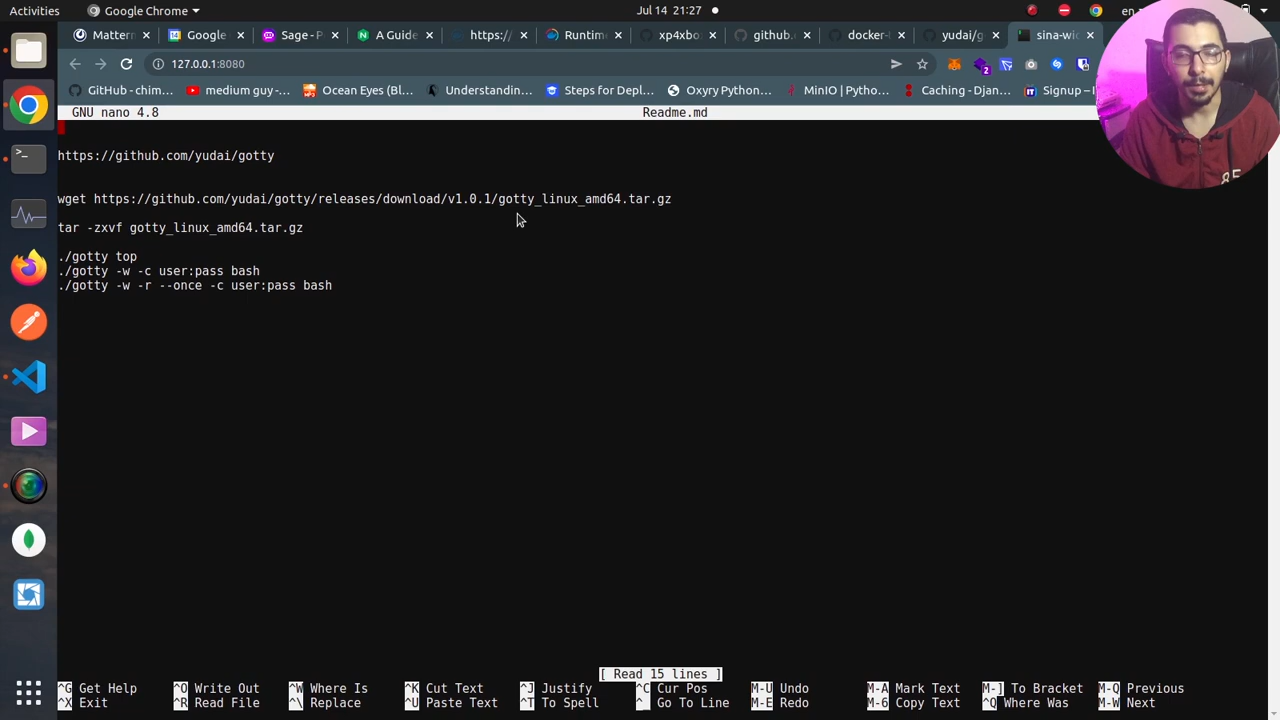 Activities
Google Chrome
Jul 14 21:27
en
Mattern
Google
Sage - P
A Guide
https://
Runtime
xp4xbo
github.
docker-
yudai/g
sina-wi
127.0.0.1:8080
GitHub - chim...
medium guy -...
Ocean Eyes (Bl...
Understanding...
Steps for Depl...
Oxyry Python...
MinIO | Pytho...
Caching - Djan...
Signup – I
GNU nano 4.8
Readme.md
https://github.com/yudai/gotty
wget https://github.com/yudai/gotty/releases/download/v1.0.1/gotty_linux_amd64.tar.gz
tar -zxvf gotty_linux_amd64.tar.gz
./gotty top
./gotty -w -c user:pass bash
./gotty -w -r --once -c user:pass bash
[ Read 15 lines ]
^G Get Help ^O Write Out ^W Where Is ^K Cut Text ^J Justify ^C Cur Pos M-U Undo M-A Mark Text M-] To Bracket M-Q Previous
^X Exit ^R Read File ^\ Replace ^U Paste Text ^T To Spell ^_ Go To Line M-E Redo M-6 Copy Text ^Q Where Was M-W Next